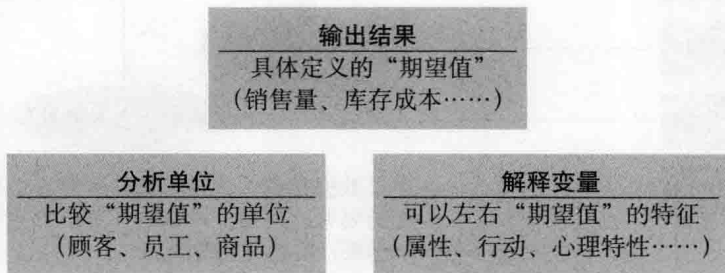 输出结果
具体定义的“期望值”
（销售量、库存成本……）
分析单位
比较“期望值”的单位
（顾客、员工、商品）
解释变量
可以左右“期望值”的特征
（属性、行动、心理特性……）